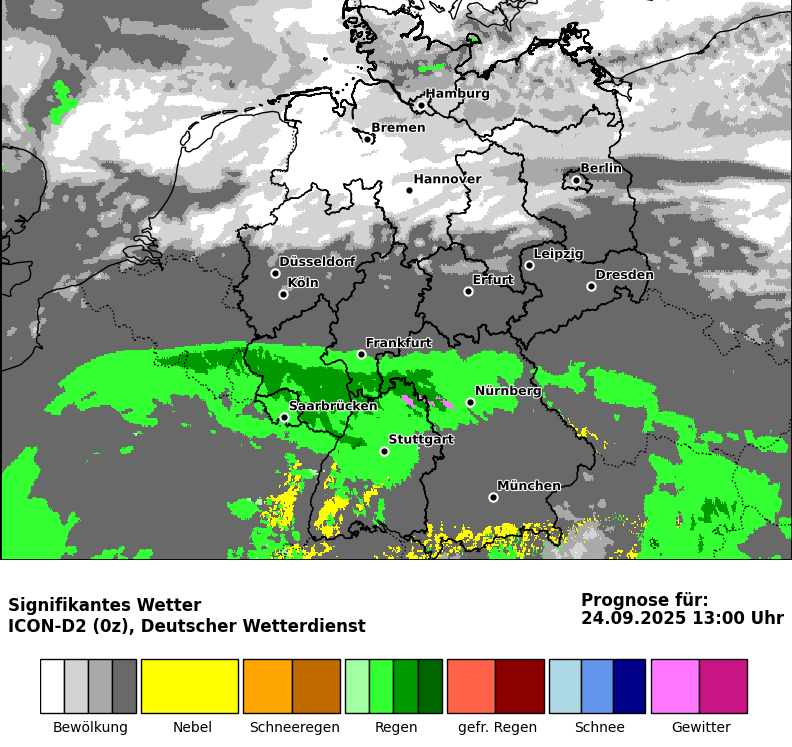 Hamburg
Bremen
Hannover
Berlin
Düsseldorf
Köln
Leipzig
Erfurt
Dresden
Frankfurt
Nürnberg
Saarbrücken
Stuttgart
München
Signifikantes Wetter
ICON-D2 (0z), Deutscher Wetterdienst
Prognose für:
24.09.2025 13:00 Uhr
Bewölkung
Nebel
Schneeregen
Regen
gefr. Regen
Schnee
Gewitter